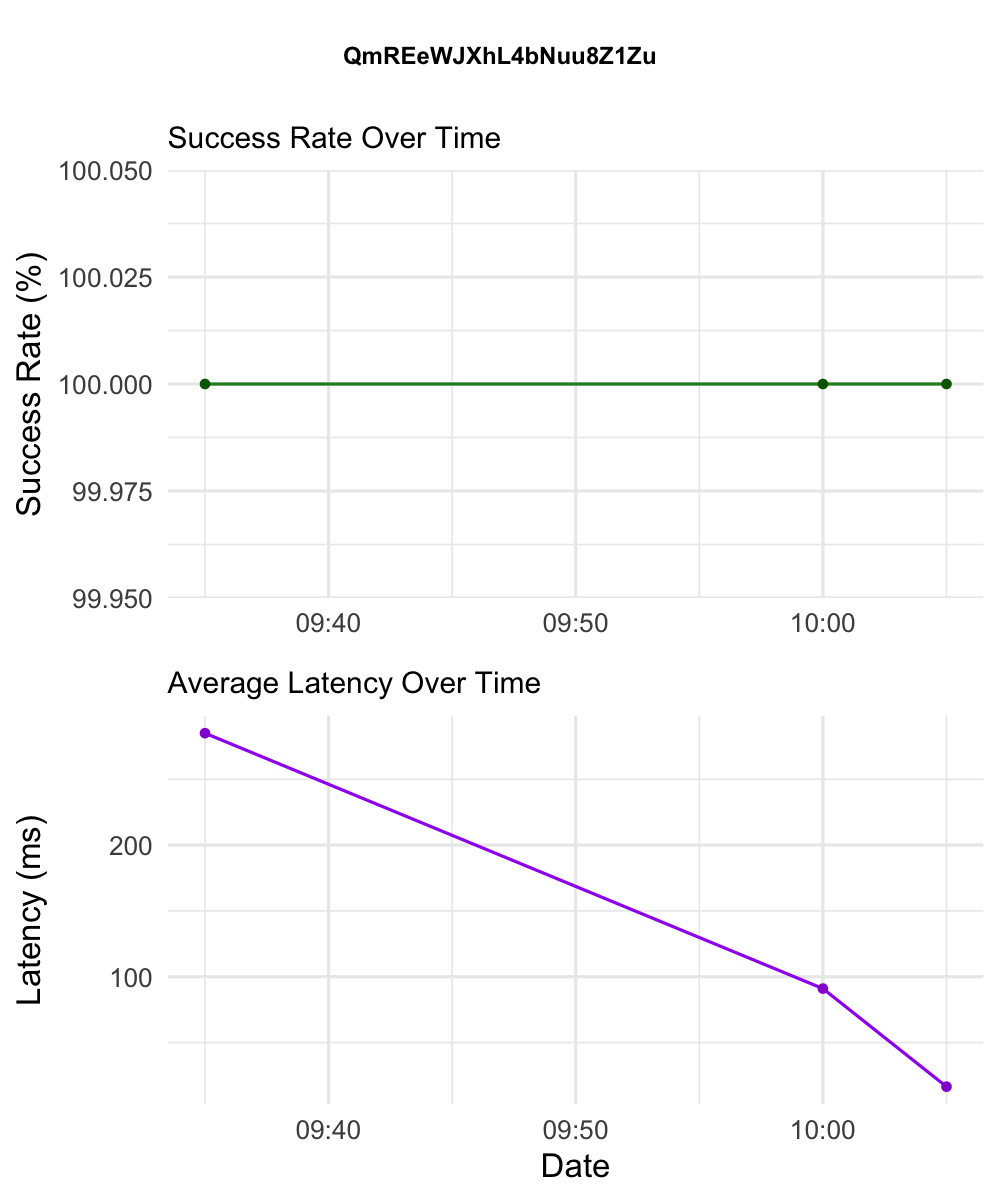 QmREeWJXhL4bNuu8Z1Zu
Success Rate Over Time
Success Rate (%)
100.050
100.025
100.000
99.975
99.950
09:40 09:50 10:00
Average Latency Over Time
Latency (ms)
200
100
09:40 09:50 10:00
Date